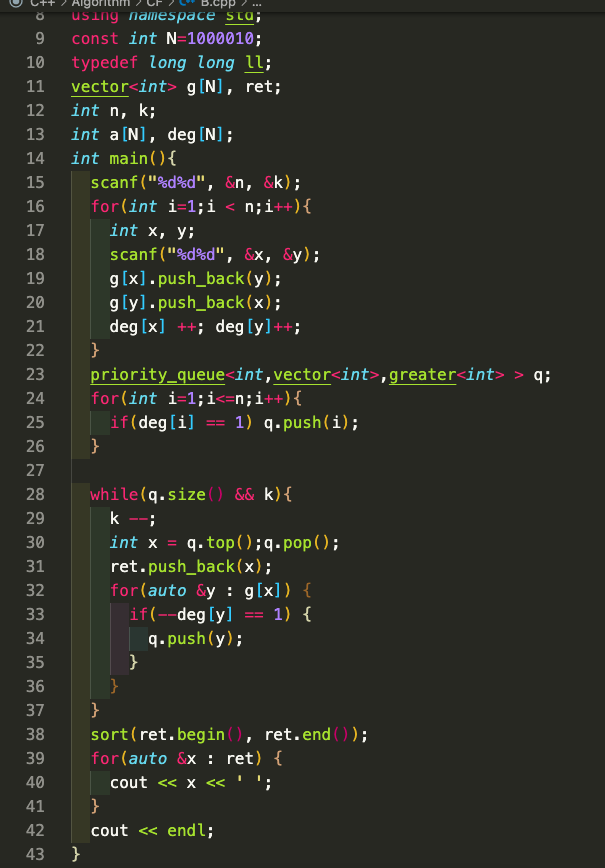 C++ > Algorithm > CF > B.cpp > ...
8 using namespace std;
9 const int N=1000010;
10 typedef long long ll;
11 vector<int> g[N], ret;
12 int n, k;
13 int a[N], deg[N];
14 int main(){
15 scanf("%d%d", &n, &k);
16 for(int i=1;i < n;i++){
17 int x, y;
18 scanf("%d%d", &x, &y);
19 g[x].push_back(y);
20 g[y].push_back(x);
21 deg[x] ++; deg[y]++;
22 }
23 priority_queue<int,vector<int>,greater<int> > q;
24 for(int i=1;i<=n;i++){
25 if(deg[i] == 1) q.push(i);
26 }
27
28 while(q.size() && k){
29 k --;
30 int x = q.top();q.pop();
31 ret.push_back(x);
32 for(auto &y : g[x]) {
33 if(--deg[y] == 1) {
34 q.push(y);
35 }
36 }
37 }
38 sort(ret.begin(), ret.end());
39 for(auto &x : ret) {
40 cout << x << ' ';
41 }
42 cout << endl;
43 }